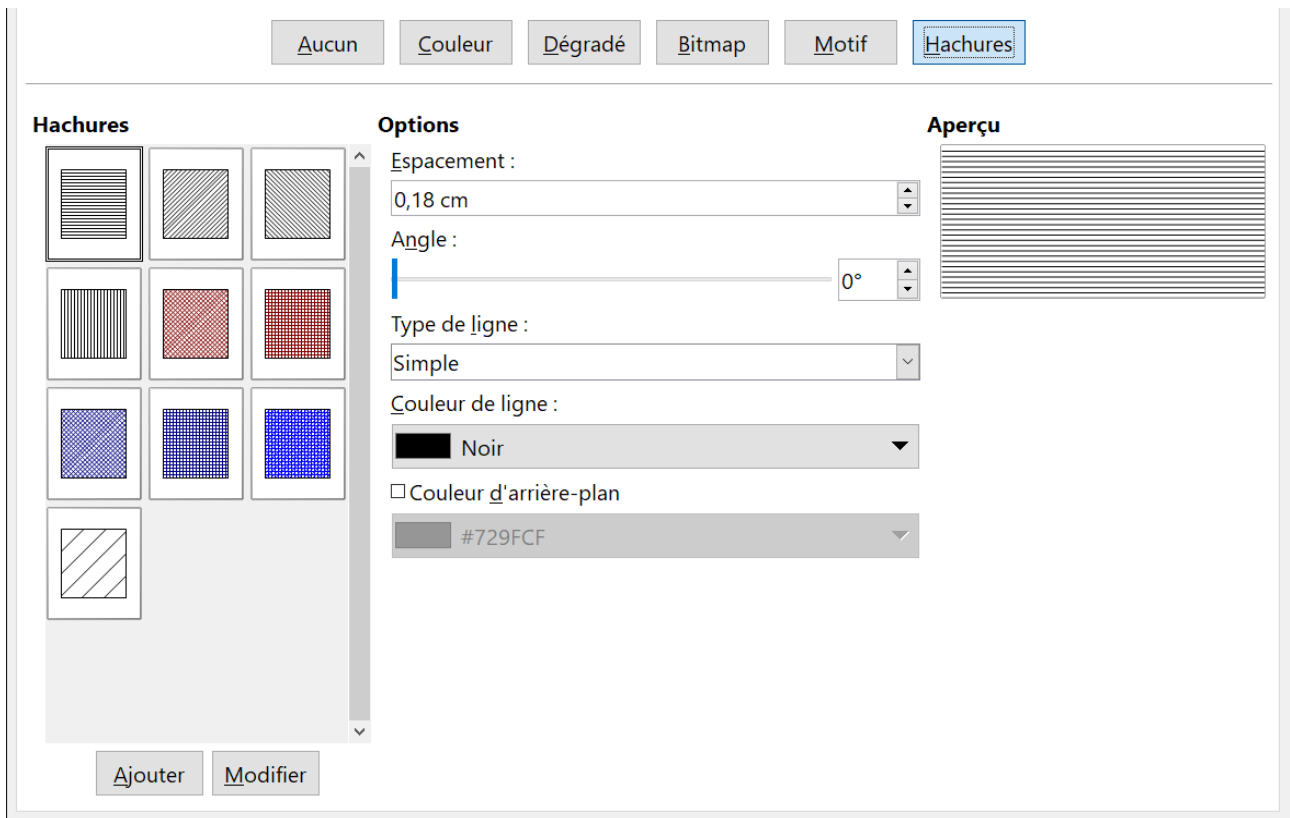 Aucun Couleur Dégradé Bitmap Motif Hachures
Hachures
Options
Aperçu
Espacement :
0,18 cm
Angle :
0°
Type de ligne :
Simple
Couleur de ligne :
Noir
Couleur d'arrière-plan
#729FCF
Ajouter Modifier